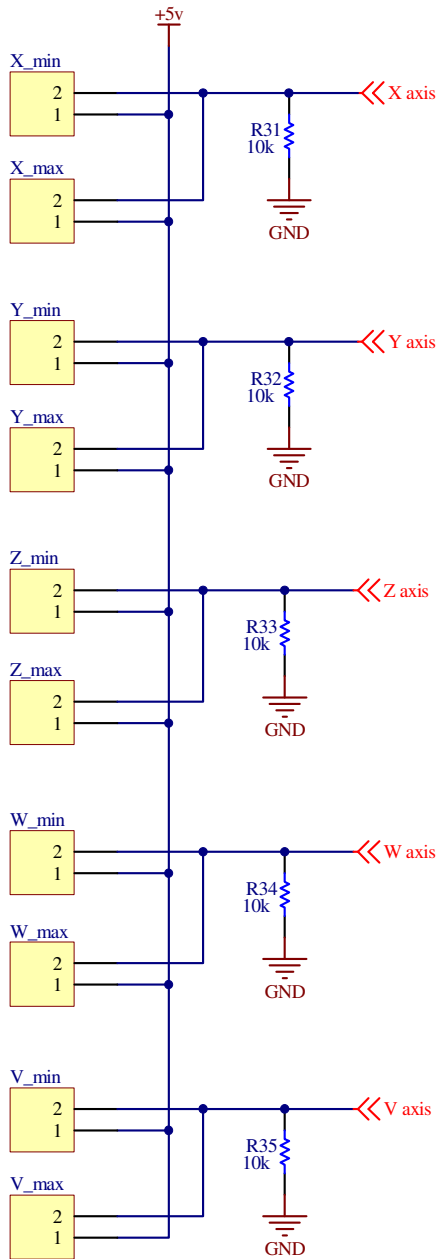 +5v
X_min
2
1
X axis
R31
10k
X_max
2
1
GND
Y_min
2
1
Y axis
R32
10k
Y_max
2
1
GND
Z_min
2
1
Z axis
R33
10k
Z_max
2
1
GND
W_min
2
1
W axis
R34
10k
W_max
2
1
GND
V_min
2
1
V axis
R35
10k
V_max
2
1
GND